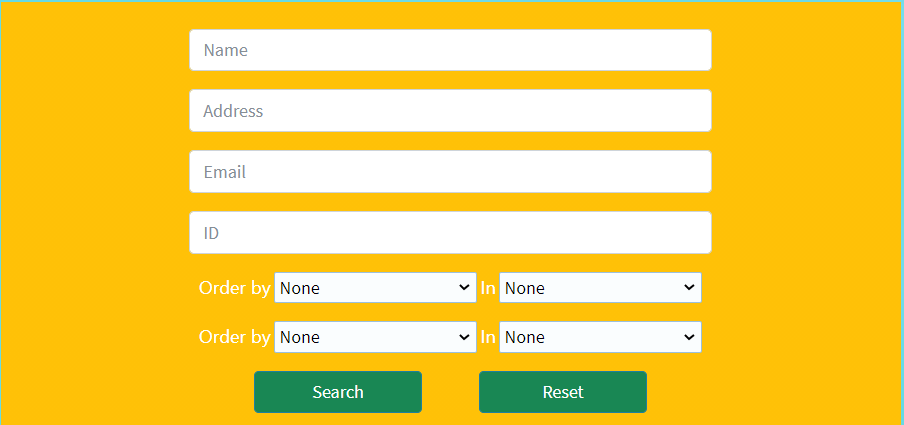 Name
Address
Email
ID
Order by None In None
Order by None In None
Search Reset